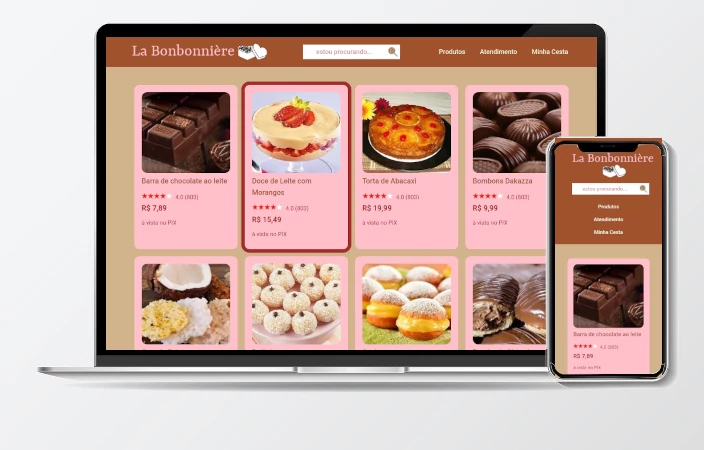 La Bonbonnière
estou procurando...
Produtos
Atendimento
Minha Cesta
Barra de chocolate ao leite
4.0 (803)
R$ 7,89
à vista no PIX
Doce de Leite com
Morangos
4.0 (803)
R$ 15,49
à vista no PIX
Torta de Abacaxi
4.0 (803)
R$ 19,99
à vista no PIX
Bombons Dakazza
4.0 (803)
R$ 9,99
à vista no PIX
La Bonbonnière
estou procurando...
Produtos
Atendimento
Minha Cesta
Barra de chocolate ao leite
4.0 (803)
R$ 7,89
à vista no PIX